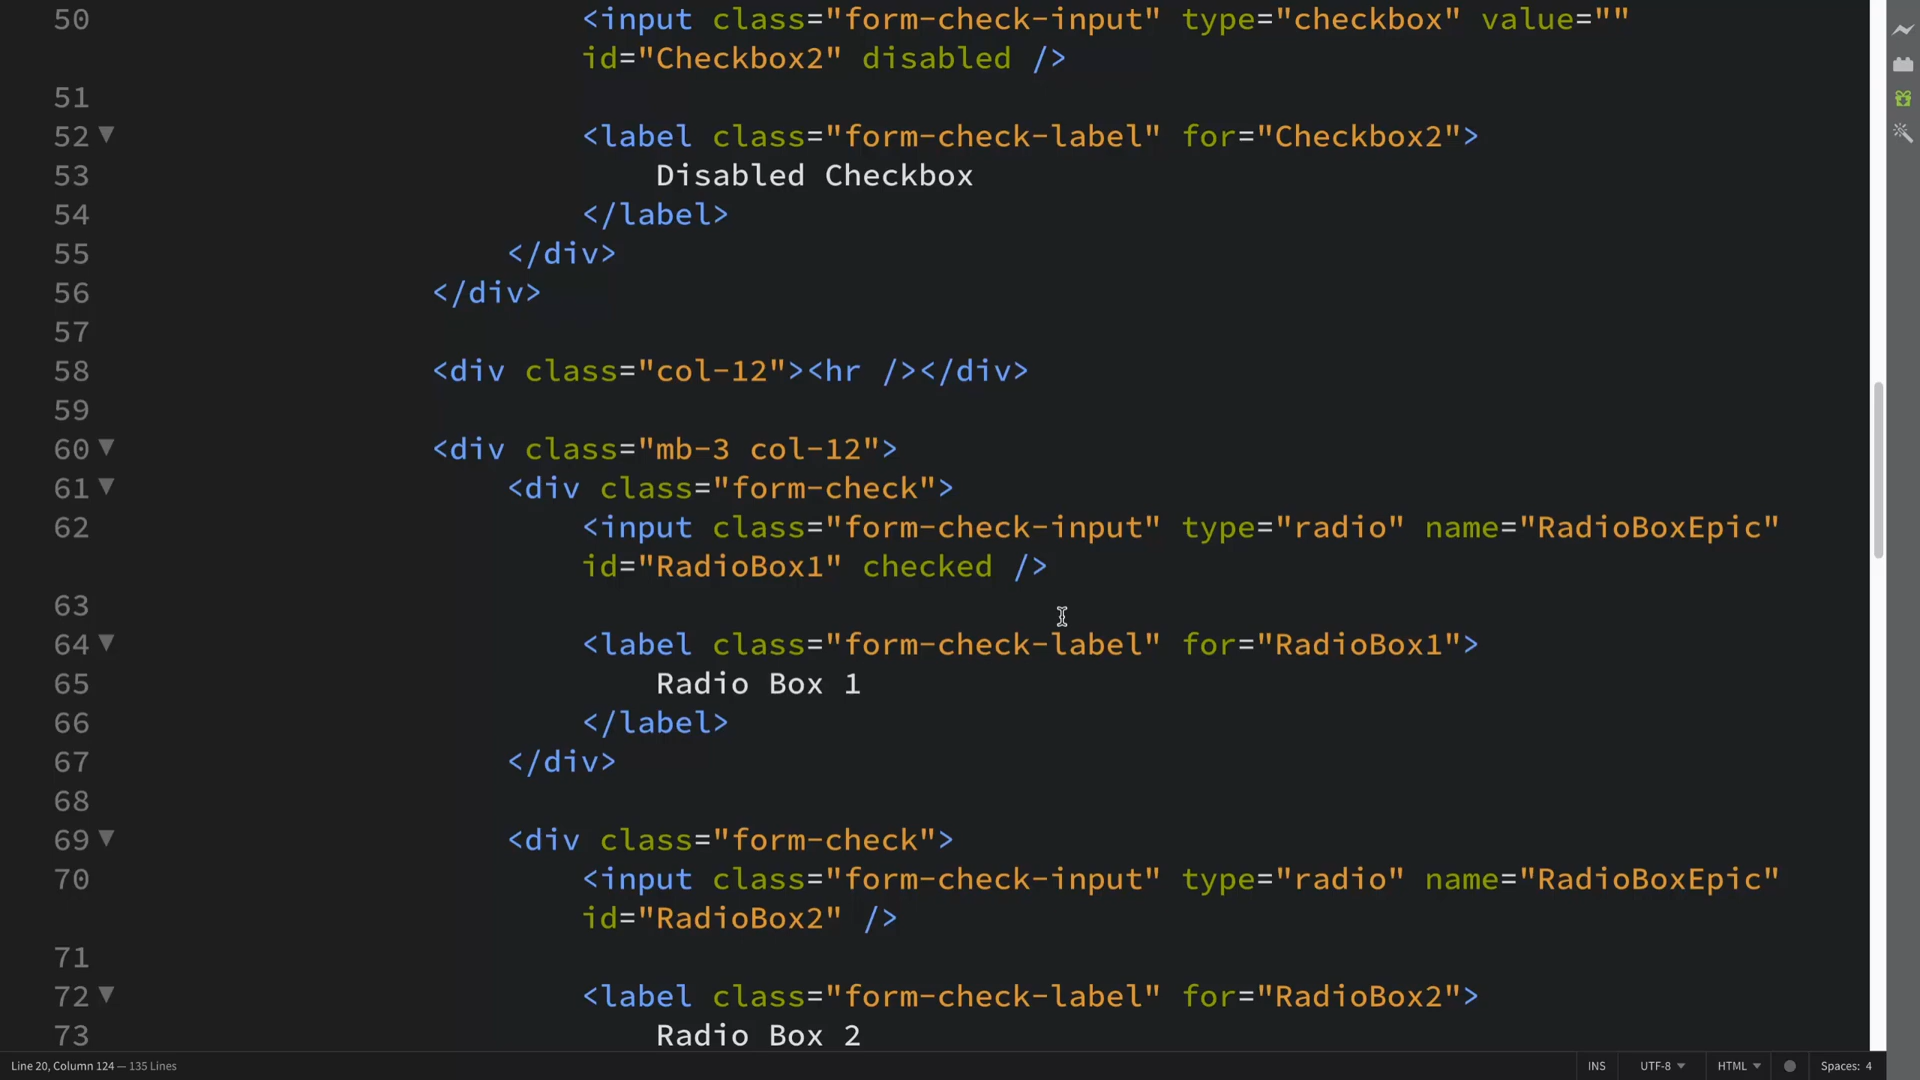 50 <input class="form-check-input" type="checkbox" value=""
id="Checkbox2" disabled />
51
52 <label class="form-check-label" for="Checkbox2">
53 Disabled Checkbox
54 </label>
55 </div>
56 </div>
57
58 <div class="col-12"><hr /></div>
59
60 <div class="mb-3 col-12">
61 <div class="form-check">
62 <input class="form-check-input" type="radio" name="RadioBoxEpic"
id="RadioBox1" checked />
63
64 <label class="form-check-label" for="RadioBox1">
65 Radio Box 1
66 </label>
67 </div>
68
69 <div class="form-check">
70 <input class="form-check-input" type="radio" name="RadioBoxEpic"
id="RadioBox2" />
71
72 <label class="form-check-label" for="RadioBox2">
73 Radio Box 2
Line 20, Column 124 — 135 Lines INS UTF-8 HTML Spaces: 4